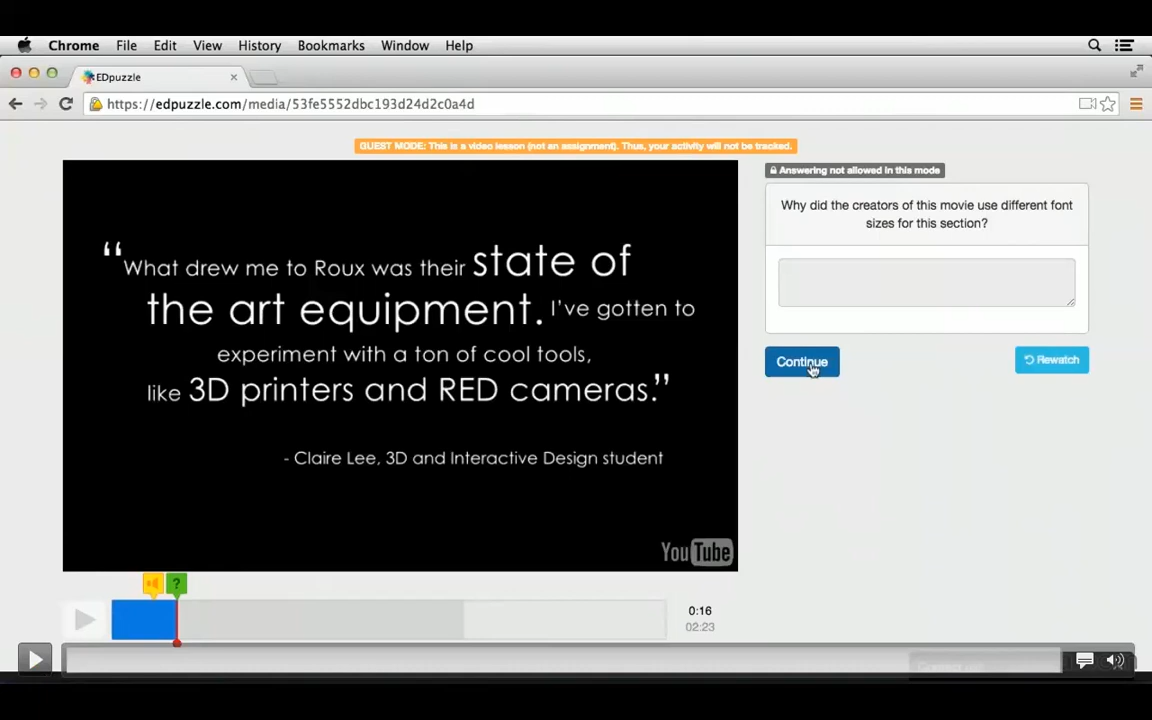 Chrome File Edit View History Bookmarks Window Help
EDpuzzle
https://edpuzzle.com/media/53fe5552dbc193d24d2c0a4d
GUEST MODE: This is a video lesson (not an assignment). Thus, your activity will not be tracked.
Answering not allowed in this mode
Why did the creators of this movie use different font
sizes for this section?
“What drew me to Roux was their state of
the art equipment. I've gotten to
experiment with a ton of cool tools,
like 3D printers and RED cameras.”
- Claire Lee, 3D and Interactive Design student
Continue
Rewatch
YouTube
?
0:16
02:23